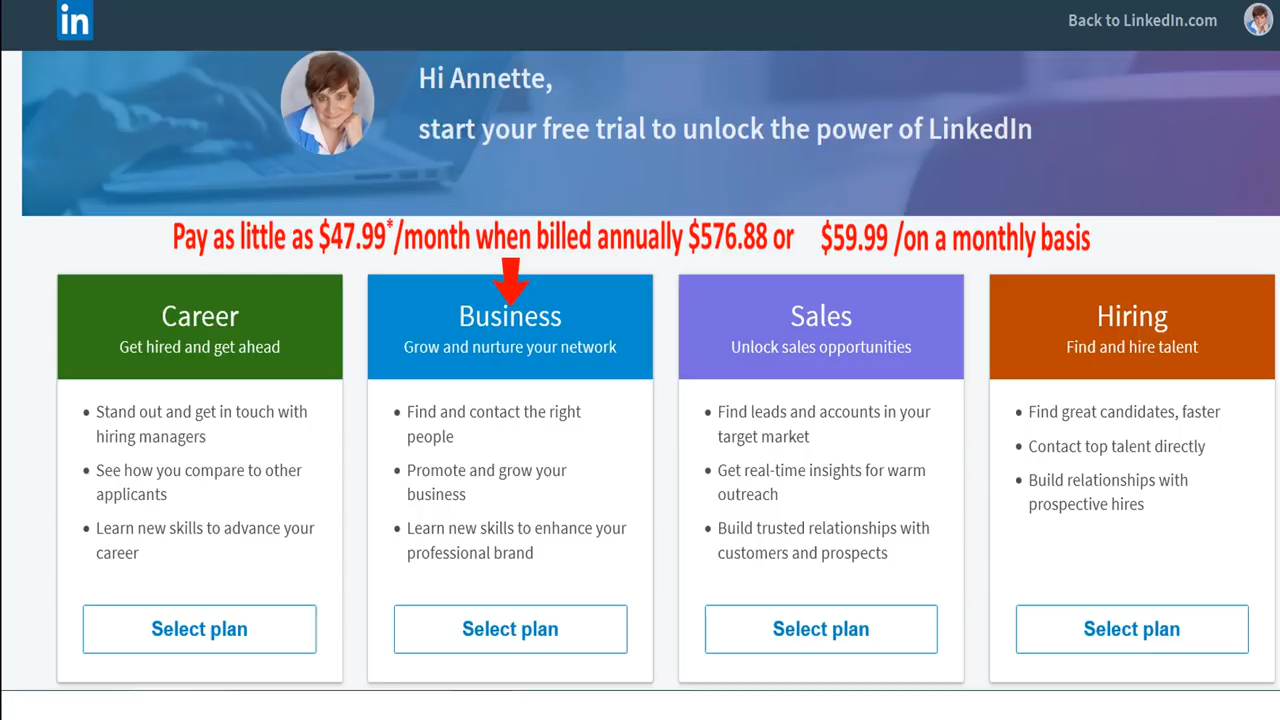 in
Back to LinkedIn.com
Hi Annette,
start your free trial to unlock the power of LinkedIn
Pay as little as $47.99*/month when billed annually $576.88 or $59.99 /on a monthly basis
Career
Get hired and get ahead
• Stand out and get in touch with
hiring managers
• See how you compare to other
applicants
• Learn new skills to advance your
career
Select plan
Business
Grow and nurture your network
• Find and contact the right
people
• Promote and grow your
business
• Learn new skills to enhance your
professional brand
Select plan
Sales
Unlock sales opportunities
• Find leads and accounts in your
target market
• Get real-time insights for warm
outreach
• Build trusted relationships with
customers and prospects
Select plan
Hiring
Find and hire talent
• Find great candidates, faster
• Contact top talent directly
• Build relationships with
prospective hires
Select plan